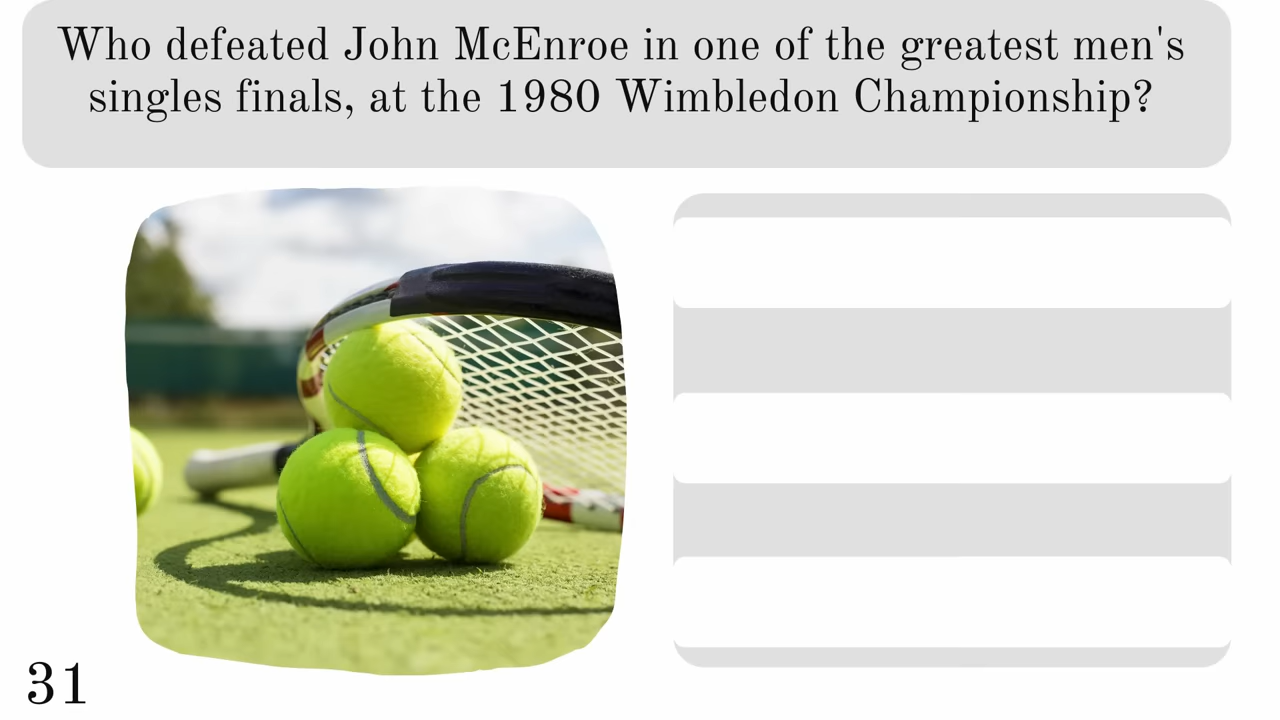 Who defeated John McEnroe in one of the greatest men's
singles finals, at the 1980 Wimbledon Championship?
31